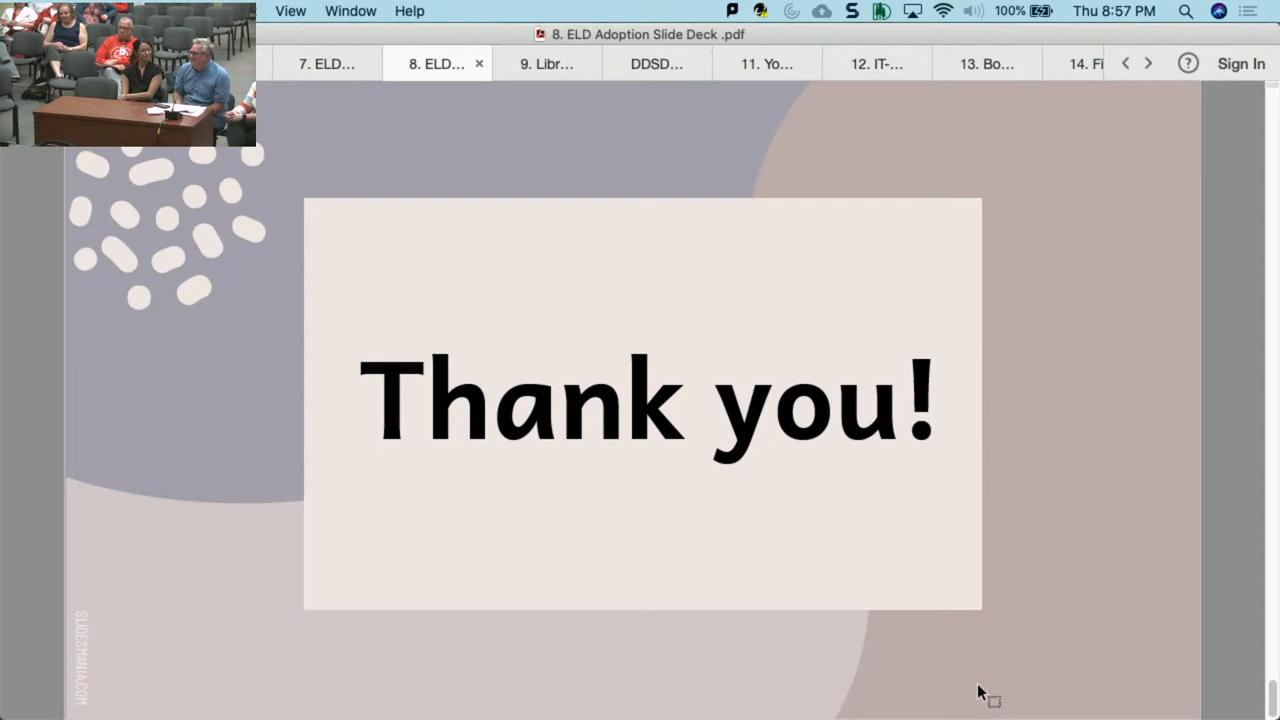 View Window Help 100% Thu 8:57 PM
8. ELD Adoption Slide Deck .pdf
7. ELD... 8. ELD... × 9. Libr... DDSD... 11. Yo... 12. IT-... 13. Bo... 14. Fi ? Sign In
Thank you!
SLIDESMANIA.COM